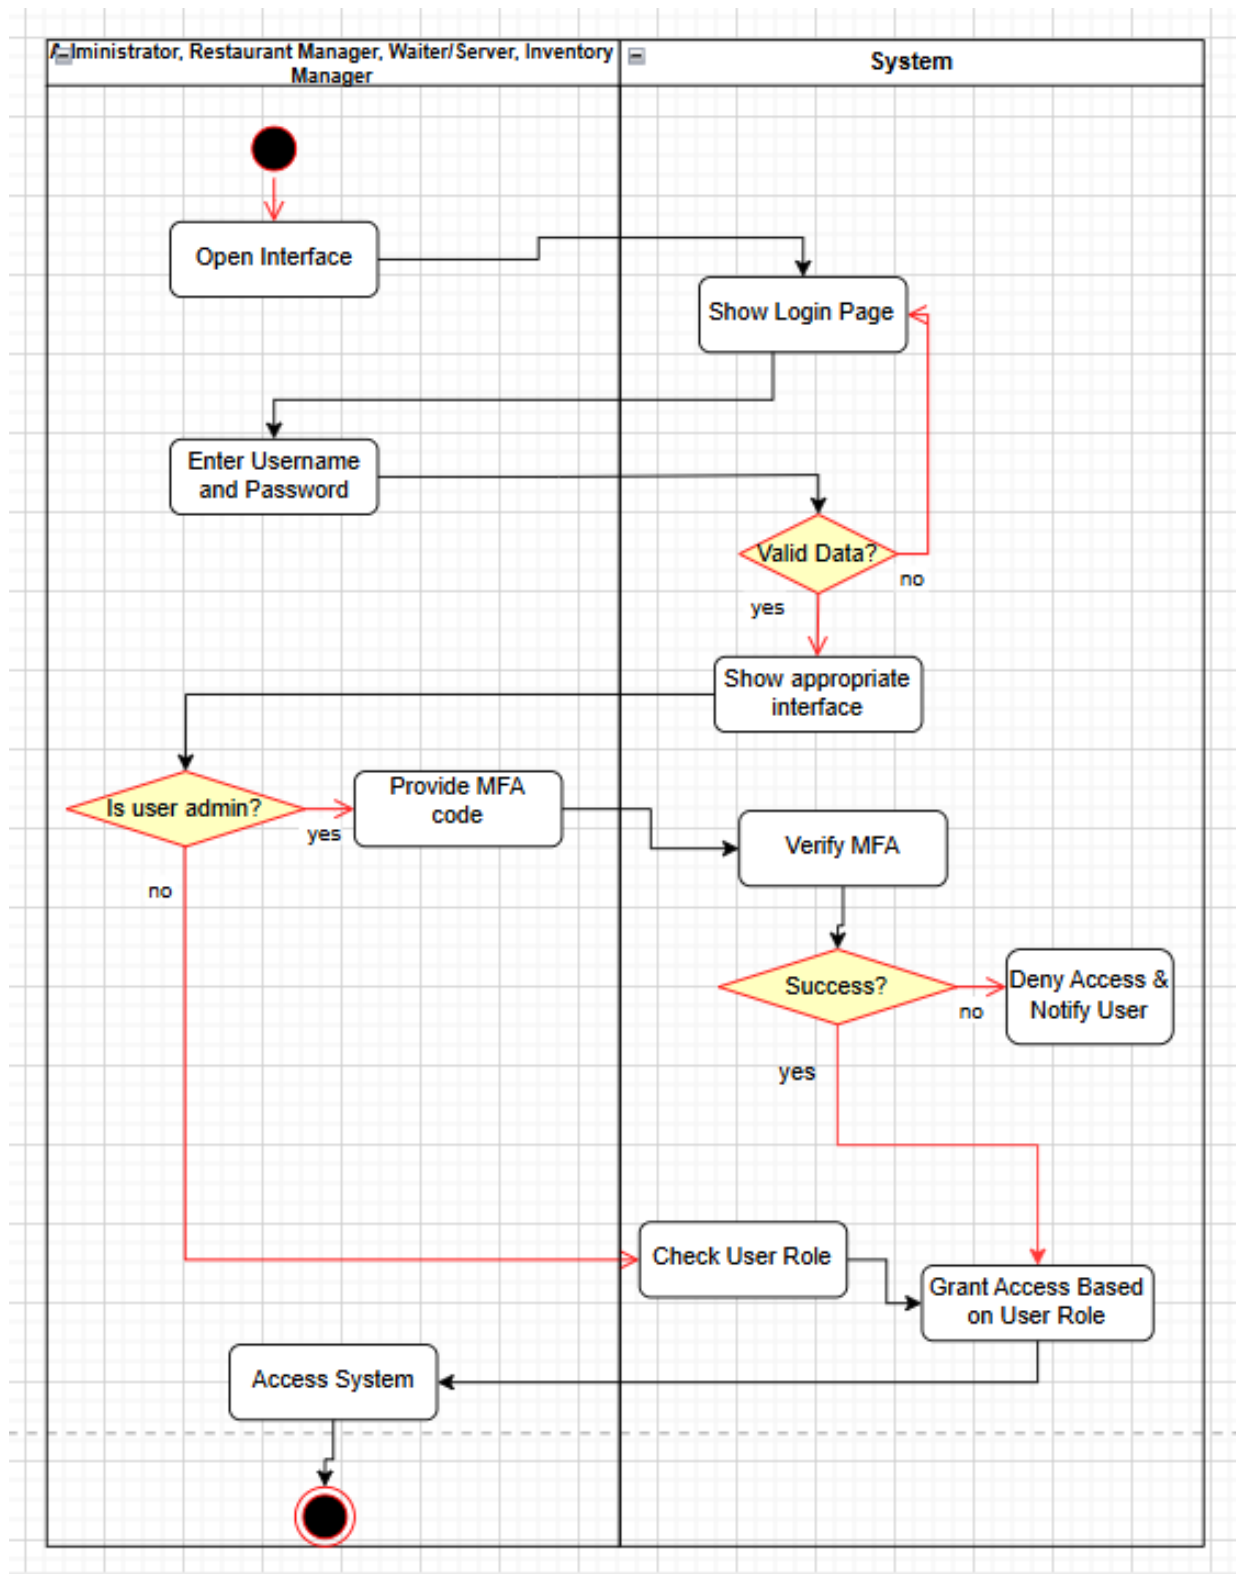 Administrator, Restaurant Manager, Waiter/Server, Inventory
Manager
System
Open Interface
Show Login Page
Enter Username
and Password
Valid Data?
no
yes
Show appropriate
interface
Is user admin?
yes
Provide MFA
code
Verify MFA
no
Success?
no
Deny Access &
Notify User
yes
Check User Role
Grant Access Based
on User Role
Access System